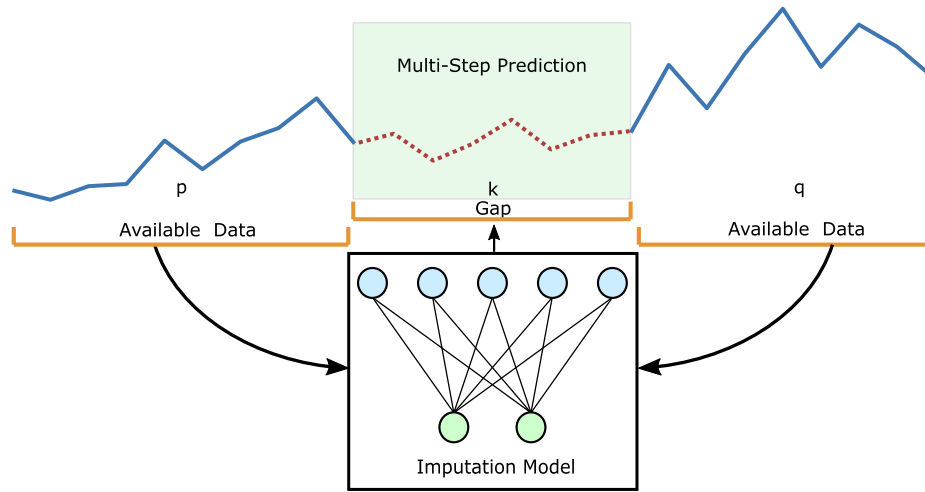 Multi-Step Prediction
p
k
q
Gap
Available Data
Available Data
Imputation Model